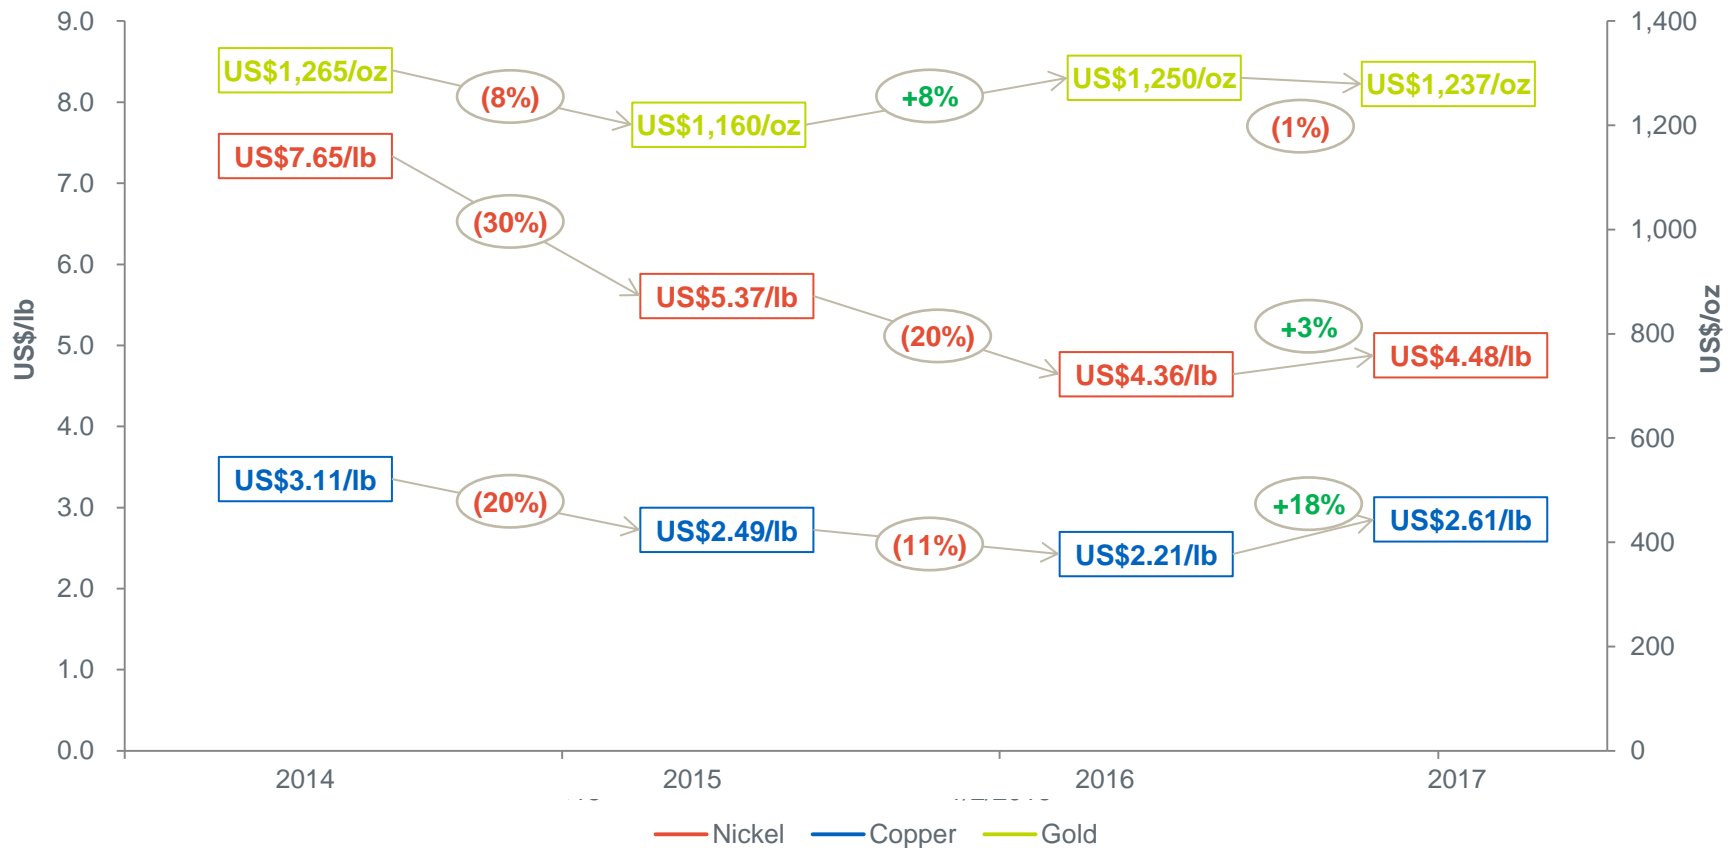 9.0
8.0
7.0
6.0
5.0
4.0
3.0
2.0
1.0
0.0
US$/lb
1,400
1,200
1,000
800
600
400
200
0
US$/oz
US$1,265/oz
(8%)
US$1,160/oz
+8%
US$1,250/oz
(1%)
US$1,237/oz
US$7.65/lb
(30%)
US$5.37/lb
(20%)
US$4.36/lb
+3%
US$4.48/lb
US$3.11/lb
(20%)
US$2.49/lb
(11%)
US$2.21/lb
+18%
US$2.61/lb
2014
2015
2016
2017
Nickel
Copper
Gold